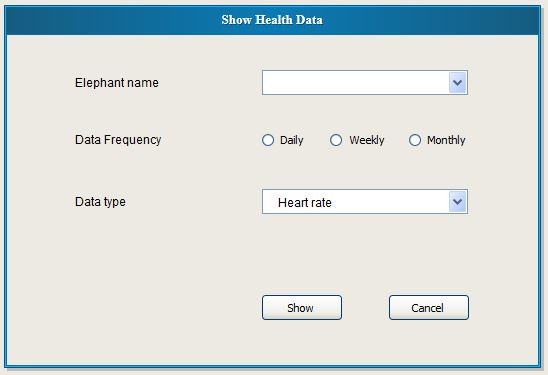 Show Health Data
Elephant name
Data Frequency Daily Weekly Monthly
Data type Heart rate
Show Cancel